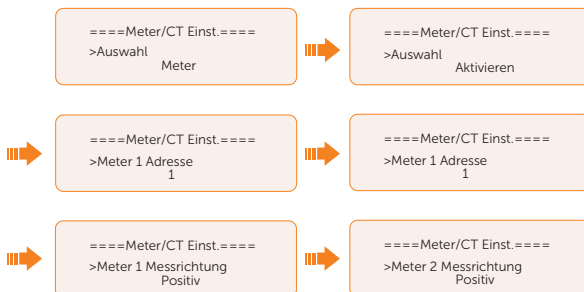 ====Meter/CT Einst.====
>Auswahl
Meter
====Meter/CT Einst.====
>Auswahl
Aktivieren
====Meter/CT Einst.====
>Meter 1 Adresse
1
====Meter/CT Einst.====
>Meter 1 Adresse
1
====Meter/CT Einst.====
>Meter 1 Messrichtung
Positiv
====Meter/CT Einst.====
>Meter 2 Messrichtung
Positiv